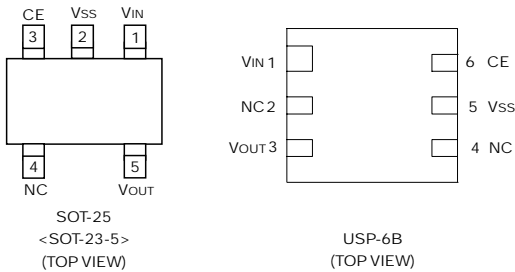 CE VSS VIN
3 2 1
4 5
NC VOUT
SOT-25
<SOT-23-5>
(TOP VIEW)
VIN 1
NC 2
VOUT 3
6 CE
5 VSS
4 NC
USP-6B
(TOP VIEW)